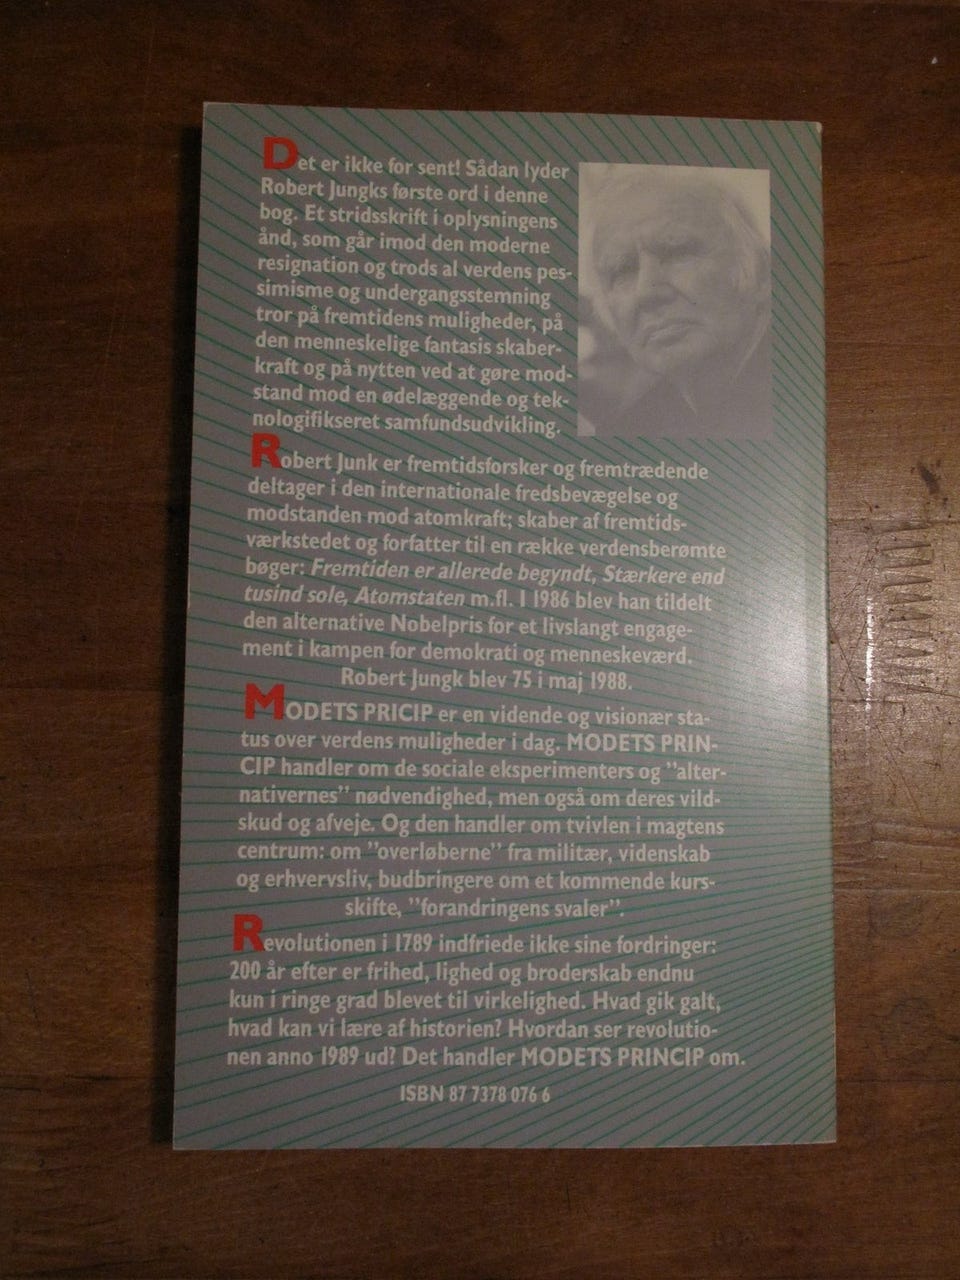 Det er ikke for sent! Sådan lyder
Robert Jungks første ord i denne
bog. Et stridsskrift i oplysningens
ånd, som går imod den moderne
resignation og trods al verdens pes-
simisme og undergangsstemning
tror på fremtidens muligheder, på
den menneskelige fantasis skaber-
kraft og på nytten ved at gøre mod-
stand mod en ødelæggende og tek-
nologifikseret samfundsudvikling.
Robert Junk er fremtidsforsker og fremtrædende
deltager i den internationale fredsbevægelse og
modstanden mod atomkraft; skaber af fremtids-
værkstedet og forfatter til en række verdensberømte
bøger: Fremtiden er allerede begyndt, Stærkere end
tusind sole, Atomstaten m.fl. I 1986 blev han tildelt
den alternative Nobelpris for et livslangt engage-
ment i kampen for demokrati og menneskeværd.
Robert Jungk blev 75 i maj 1988.
MODETS PRICIP er en vidende og visionær sta-
tus over verdens muligheder i dag. MODETS PRIN-
CIP handler om de sociale eksperimenters og ”alter-
nativernes” nødvendighed, men også om deres vild-
skud og afveje. Og den handler om tvivlen i magtens
centrum: om ”overløberne” fra militær, videnskab
og erhvervsliv, budbringere om et kommende kurs-
skifte, ”forandringens svaler”.
Revolutionen i 1789 indfriede ikke sine fordringer:
200 år efter er frihed, lighed og broderskab endnu
kun i ringe grad blevet til virkelighed. Hvad gik galt,
hvad kan vi lære af historien? Hvordan ser revolutio-
nen anno 1989 ud? Det handler MODETS PRINCIP om.
ISBN 87 7378 076 6